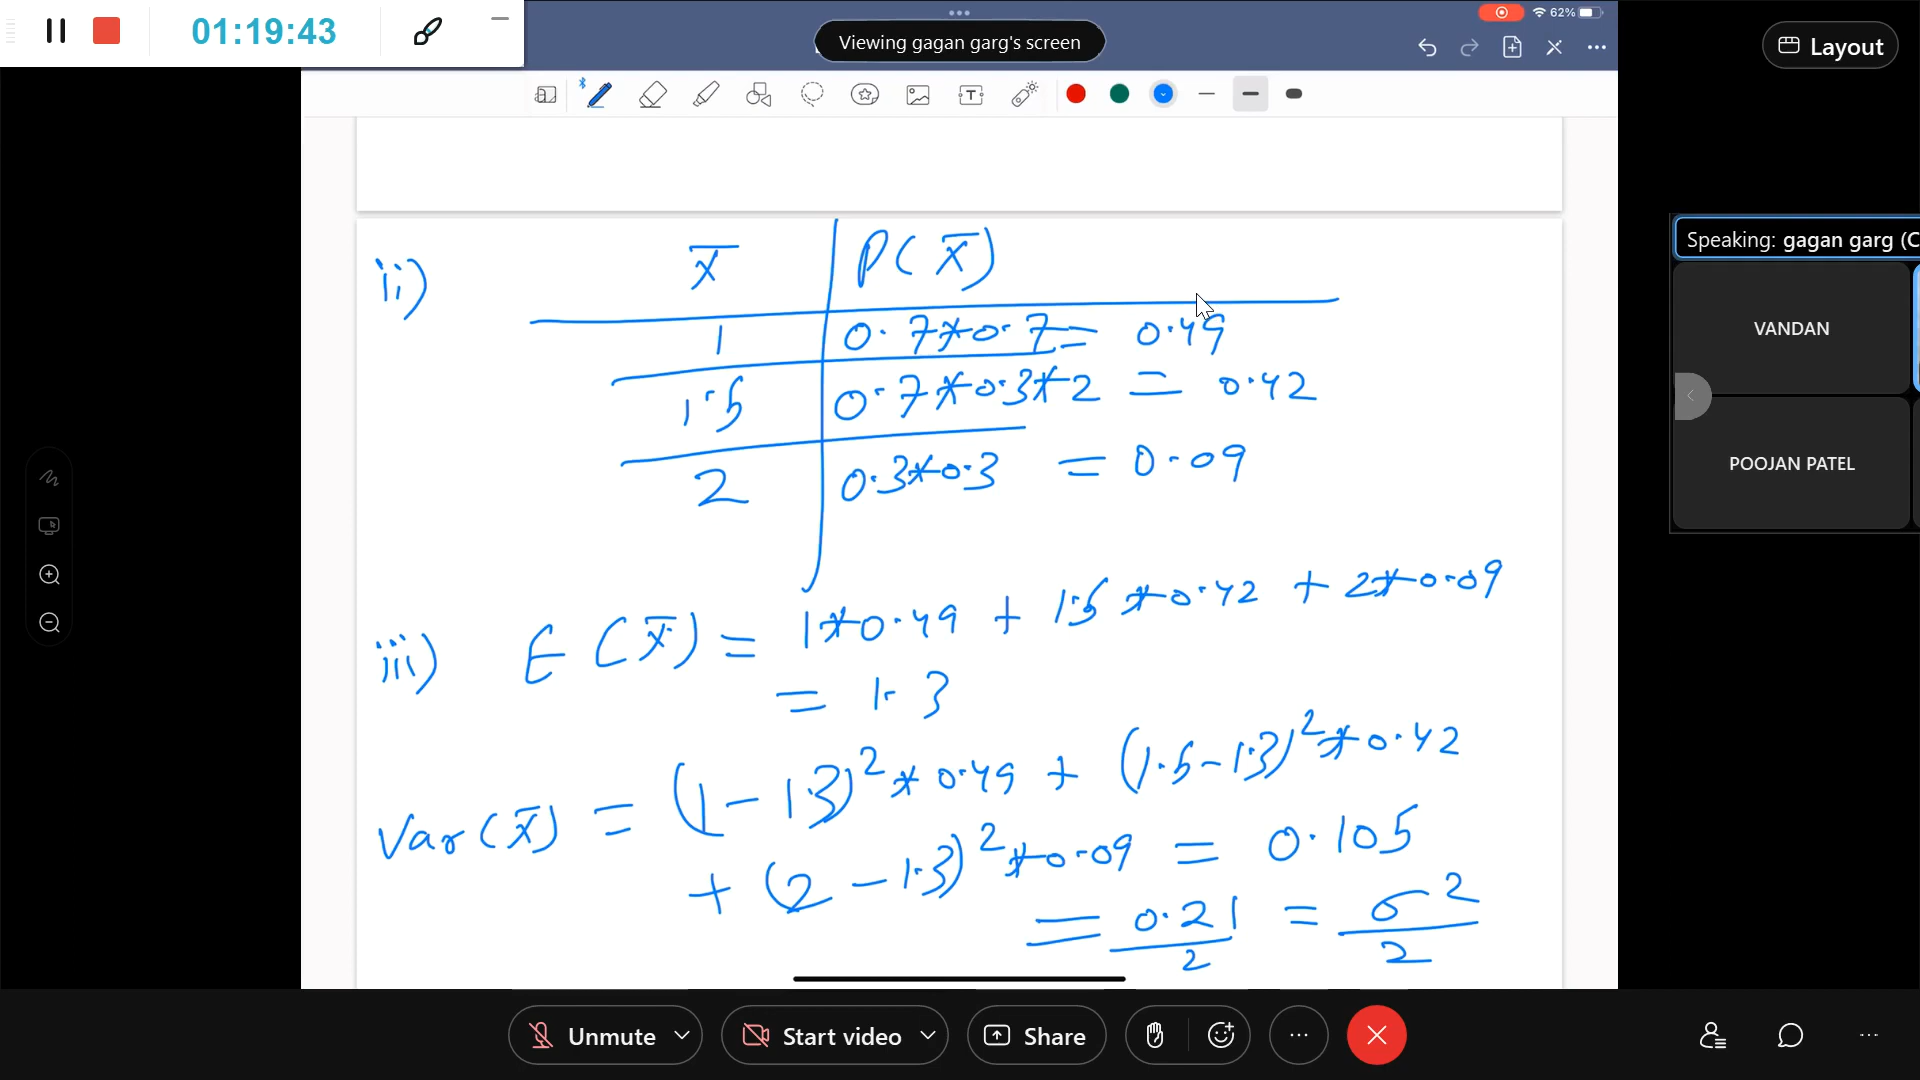 01:19:43
Viewing gagan garg's screen
62%
Layout
Speaking: gagan garg (C
VANDAN
POOJAN PATEL
ii) x̄ P(x̄)
1 0.7*0.7= 0.49
1.5 0.7*0.3*2 = 0.42
2 0.3*0.3 = 0.09
iii) E(x̄) = 1*0.49 + 1.5*0.42 + 2*0.09
= 1.3
Var(x̄) = (1-1.3)²*0.49 + (1.5-1.3)²*0.42
+ (2-1.3)²*0.09 = 0.105
= 0.21/2 = σ²/2
Unmute
Start video
Share